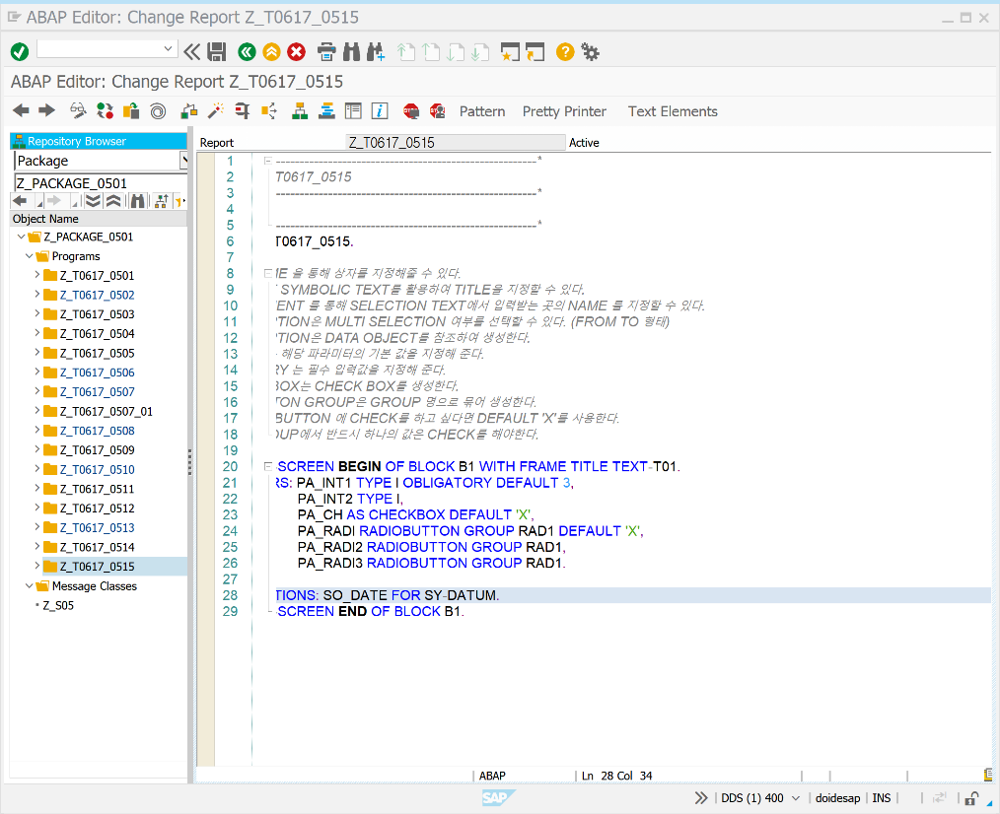 ABAP Editor: Change Report Z_T0617_0515
ABAP Editor: Change Report Z_T0617_0515
Pattern Pretty Printer Text Elements
Repository Browser
Package
Z_PACKAGE_0501
Object Name
Z_PACKAGE_0501
Programs
Z_T0617_0501
Z_T0617_0502
Z_T0617_0503
Z_T0617_0504
Z_T0617_0505
Z_T0617_0506
Z_T0617_0507
Z_T0617_0507_01
Z_T0617_0508
Z_T0617_0509
Z_T0617_0510
Z_T0617_0511
Z_T0617_0512
Z_T0617_0513
Z_T0617_0514
Z_T0617_0515
Message Classes
Z_S05
Report Z_T0617_0515 Active
1 ------------------------------------------------------*
2 T0617_0515
3 ------------------------------------------------------*
4
5 ------------------------------------------------------*
6 T0617_0515.
7
8 ME 을 통해 상자를 지정해줄 수 있다.
9 SYMBOLIC TEXT를 활용하여 TITLE을 지정할 수 있다.
10 ENT 를 통해 SELECTION TEXT에서 입력받는 곳의 NAME 를 지정할 수 있다.
11 PTION은 MULTI SELECTION 여부를 선택할 수 있다. (FROM TO 형태)
12 PTION은 DATA OBJECT를 참조하여 생성한다.
13 해당 파라미터의 기본 값을 지정해 준다.
14 RY 는 필수 입력값을 지정해 준다.
15 BOX는 CHECK BOX를 생성한다.
16 TON GROUP은 GROUP 명으로 묶어 생성한다.
17 BUTTON 에 CHECK를 하고 싶다면 DEFAULT 'X'를 사용한다.
18 OUP에서 반드시 하나의 값은 CHECK를 해야한다.
19
20 SCREEN BEGIN OF BLOCK B1 WITH FRAME TITLE TEXT-T01.
21 RS: PA_INT1 TYPE I OBLIGATORY DEFAULT 3,
22 PA_INT2 TYPE I,
23 PA_CH AS CHECKBOX DEFAULT 'X',
24 PA_RADI RADIOBUTTON GROUP RAD1 DEFAULT 'X',
25 PA_RADI2 RADIOBUTTON GROUP RAD1,
26 PA_RADI3 RADIOBUTTON GROUP RAD1.
27
28 TIONS: SO_DATE FOR SY-DATUM.
29 SCREEN END OF BLOCK B1.
ABAP Ln 28 Col 34
SAP DDS (1) 400 doidesap INS